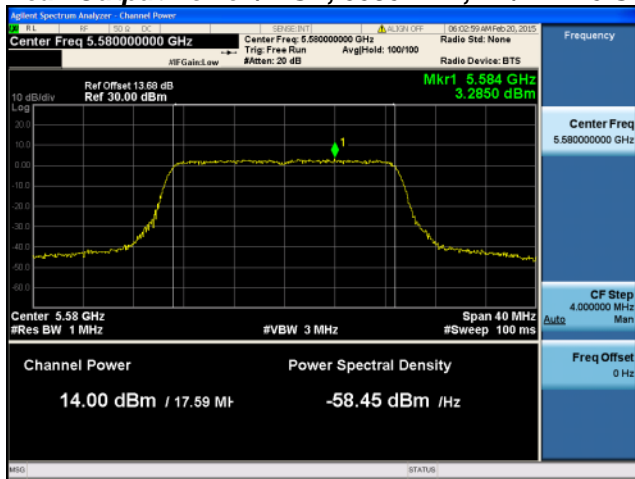 Agilent Spectrum Analyzer - Channel Power
RL RF 50 Ω DC SENSE:INT ALIGN OFF 06:02:59 AM Feb 20, 2015
Center Freq 5.580000000 GHz Center Freq: 5.580000000 GHz Radio Std: None Frequency
Trig: Free Run Avg|Hold: 100/100
#IFGain:Low #Atten: 20 dB Radio Device: BTS
Ref Offset 13.68 dB Mkr1 5.584 GHz
10 dB/div Ref 30.00 dBm 3.2850 dBm
Log
20.0
10.0
0.00
-10.0
-20.0
-30.0
-40.0
-50.0
-60.0
1
Center Freq
5.580000000 GHz
Center 5.58 GHz Span 40 MHz
#Res BW 1 MHz #VBW 3 MHz #Sweep 100 ms
CF Step
4.000000 MHz
Auto Man
Freq Offset
0 Hz
Channel Power Power Spectral Density
14.00 dBm / 17.59 MH -58.45 dBm /Hz
MSG STATUS